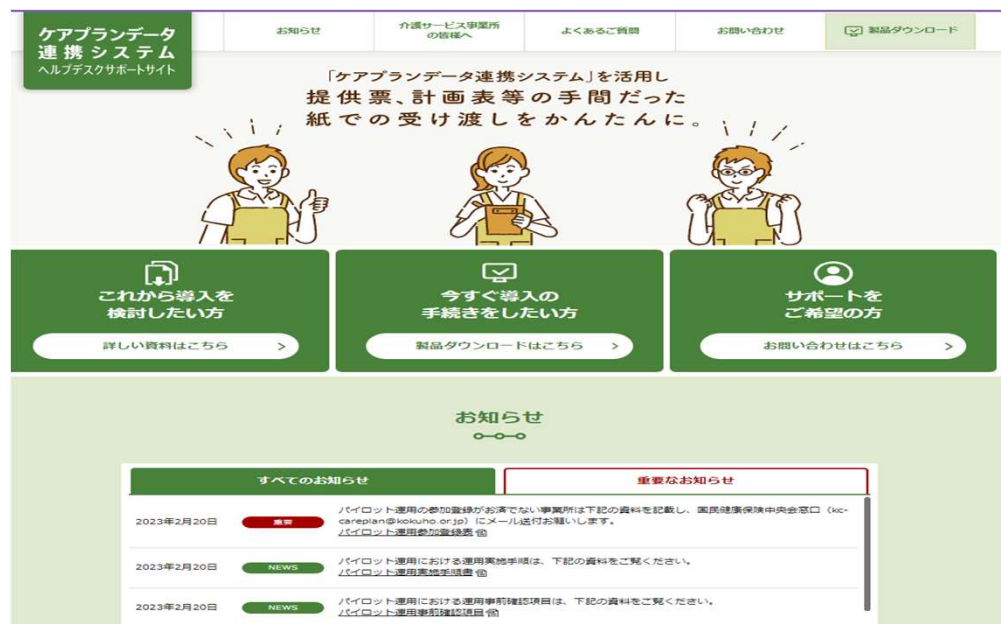 ケアプランデータ
連携システム
ヘルプデスクサポートサイト
お知らせ
介護サービス事業所
の皆様へ
よくあるご質問
お問い合わせ
製品ダウンロード
「ケアプランデータ連携システム」を活用し
提供票、計画表等の手間だった
紙での受け渡しをかんたんに。
これから導入を
検討したい方
詳しい資料はこちら
今すぐ導入の
手続きをしたい方
製品ダウンロードはこちら
サポートを
ご希望の方
お問い合わせはこちら
お知らせ
すべてのお知らせ
重要なお知らせ
2023年2月20日
重要
パイロット運用の参加登録がお済でない事業所は下記の資料を記載し、国民健康保険中央会窓口（kc-
careplan@kokuho.or.jp）にメール送付お願いします。
パイロット運用参加登録表
2023年2月20日
NEWS
パイロット運用における運用実施手順は、下記の資料をご覧ください。
パイロット運用実施手順書
2023年2月20日
NEWS
パイロット運用における運用事前確認項目は、下記の資料をご覧ください。
パイロット運用事前確認項目